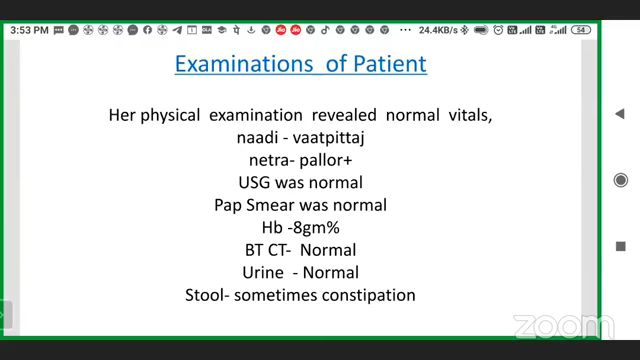 3:53 PM 24.4KB/s 54
Examinations of Patient
Her physical examination revealed normal vitals,
naadi - vaatpittaj
netra- pallor+
USG was normal
Pap Smear was normal
Hb -8gm%
BT CT- Normal
Urine - Normal
Stool- sometimes constipation
zoom